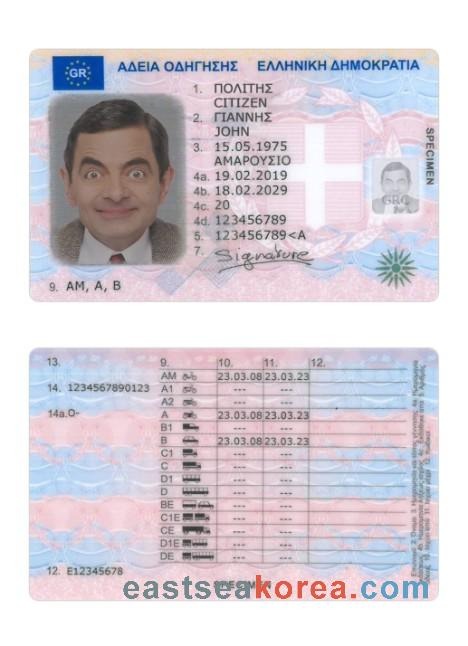 GR
ΑΔΕΙΑ ΟΔΗΓΗΣΗΣ ΕΛΛΗΝΙΚΗ ΔΗΜΟΚΡΑΤΙΑ
1. ΠΟΛΙΤΗΣ
CITIZEN
2. ΓΙΑΝΝΗΣ
JOHN
3. 15.05.1975
ΑΜΑΡΟΥΣΙΟ
4a. 19.02.2019
4b. 18.02.2029
4c. 20
4d. 123456789
5. 123456789<A
7. Signature
9. AM, A, B
SPECIMEN
GRC
13. 9. 10. 11. 12.
AM 23.03.08 23.03.23
14. 1234567890123
A1 --- ---
A2 --- ---
14a.O-
A 23.03.08 23.03.23
B1 --- ---
B 23.03.08 23.03.23
C1 --- ---
C --- ---
D1 --- ---
D --- ---
BE --- ---
C1E --- ---
CE --- ---
D1E --- ---
DE --- ---
12. E12345678
SPECIMEN
eastseakorea.com